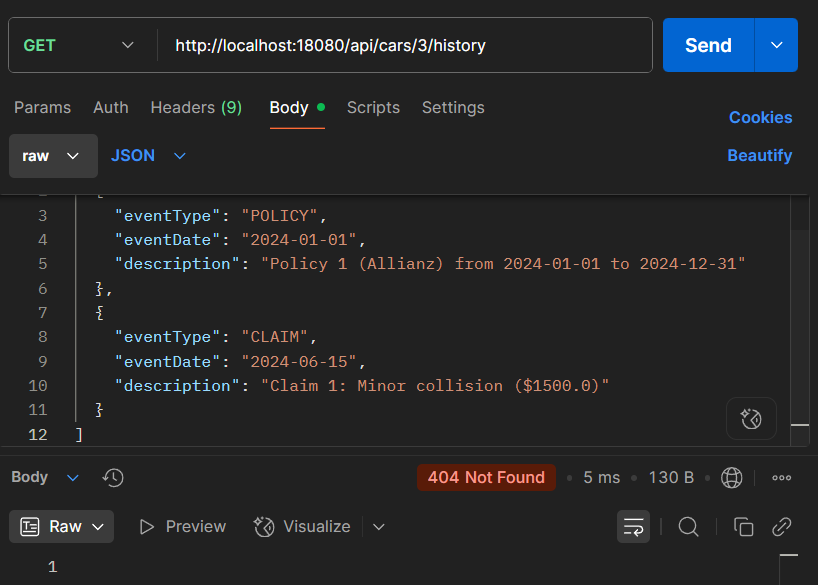 GET http://localhost:18080/api/cars/3/history Send
Params Auth Headers (9) Body Scripts Settings Cookies
raw JSON Beautify
3 "eventType": "POLICY",
4 "eventDate": "2024-01-01",
5 "description": "Policy 1 (Allianz) from 2024-01-01 to 2024-12-31"
6 },
7 {
8 "eventType": "CLAIM",
9 "eventDate": "2024-06-15",
10 "description": "Claim 1: Minor collision ($1500.0)"
11 }
12 ]
Body 404 Not Found • 5 ms • 130 B •
Raw Preview Visualize
1